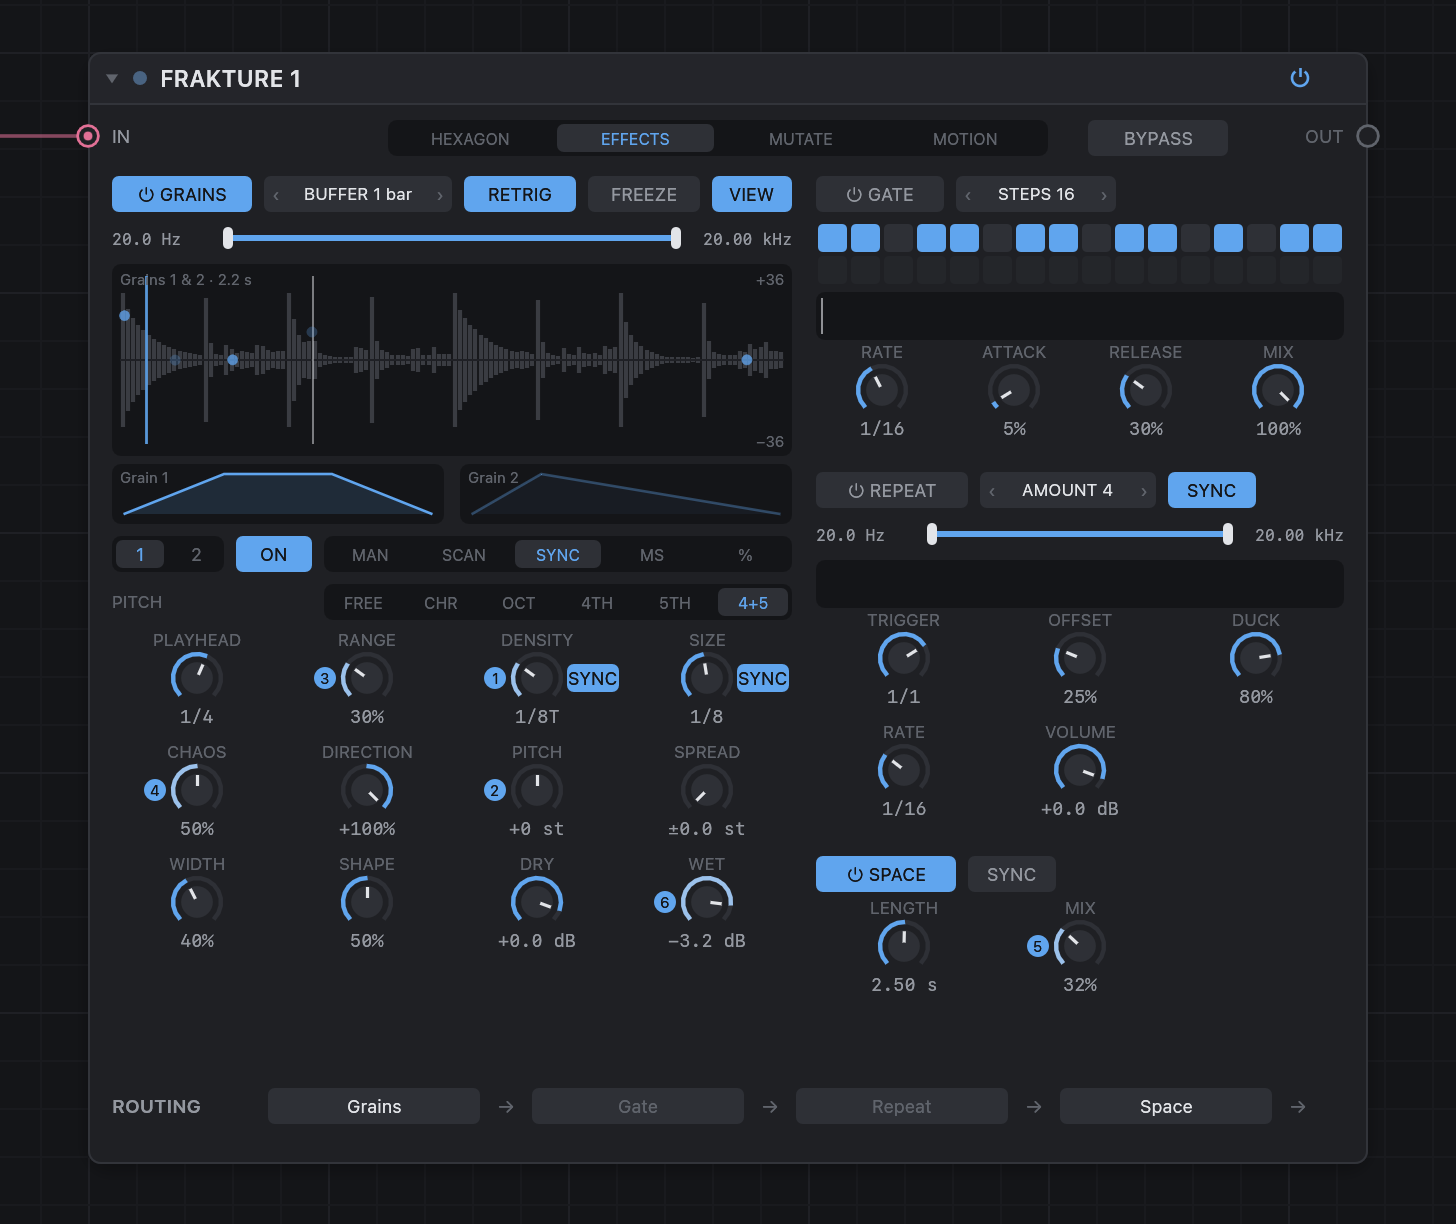 FRAKTURE 1
IN
HEXAGON EFFECTS MUTATE MOTION BYPASS OUT
GRAINS ‹ BUFFER 1 bar › RETRIG FREEZE VIEW
20.0 Hz 20.00 kHz
Grains 1 & 2 · 2.2 s +36
−36
Grain 1 Grain 2
1 2 ON MAN SCAN SYNC MS %
PITCH FREE CHR OCT 4TH 5TH 4+5
PLAYHEAD RANGE DENSITY SIZE
3 1 SYNC SYNC
1/4 30% 1/8T 1/8
CHAOS DIRECTION PITCH SPREAD
4 2
50% +100% +0 st ±0.0 st
WIDTH SHAPE DRY WET
6
40% 50% +0.0 dB −3.2 dB
GATE ‹ STEPS 16 ›
RATE ATTACK RELEASE MIX
1/16 5% 30% 100%
REPEAT ‹ AMOUNT 4 › SYNC
20.0 Hz 20.00 kHz
TRIGGER OFFSET DUCK
1/1 25% 80%
RATE VOLUME
1/16 +0.0 dB
SPACE SYNC
LENGTH MIX
5
2.50 s 32%
ROUTING Grains → Gate → Repeat → Space →